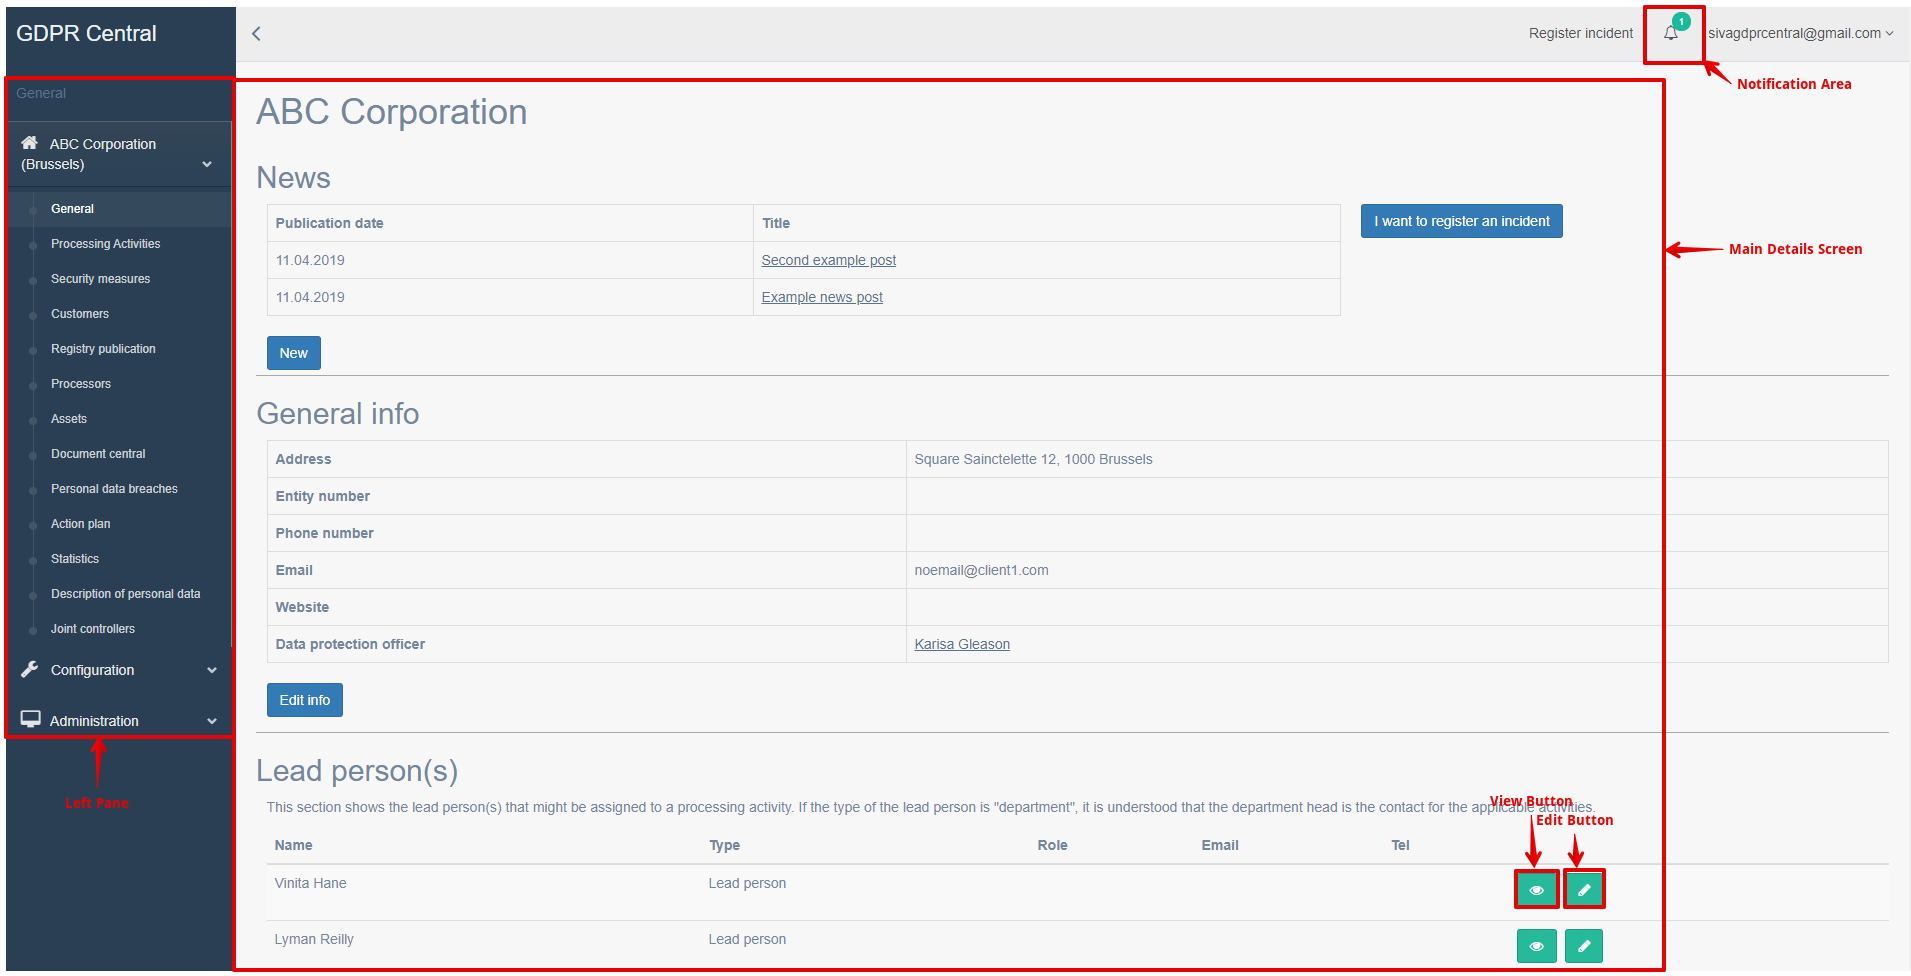 GDPR Central
Register incident
1
sivagdprcentral@gmail.com
Notification Area
General
ABC Corporation
(Brussels)
General
Processing Activities
Security measures
Customers
Registry publication
Processors
Assets
Document central
Personal data breaches
Action plan
Statistics
Description of personal data
Joint controllers
Configuration
Administration
Left Pane
ABC Corporation
News
Publication date Title
11.04.2019 Second example post
11.04.2019 Example news post
I want to register an incident
Main Details Screen
New
General info
Address Square Sainctelette 12, 1000 Brussels
Entity number
Phone number
Email noemail@client1.com
Website
Data protection officer Karisa Gleason
Edit info
Lead person(s)
This section shows the lead person(s) that might be assigned to a processing activity. If the type of the lead person is "department", it is understood that the department head is the contact for the applicable activities.
View Button
Edit Button
Name Type Role Email Tel
Vinita Hane Lead person
Lyman Reilly Lead person